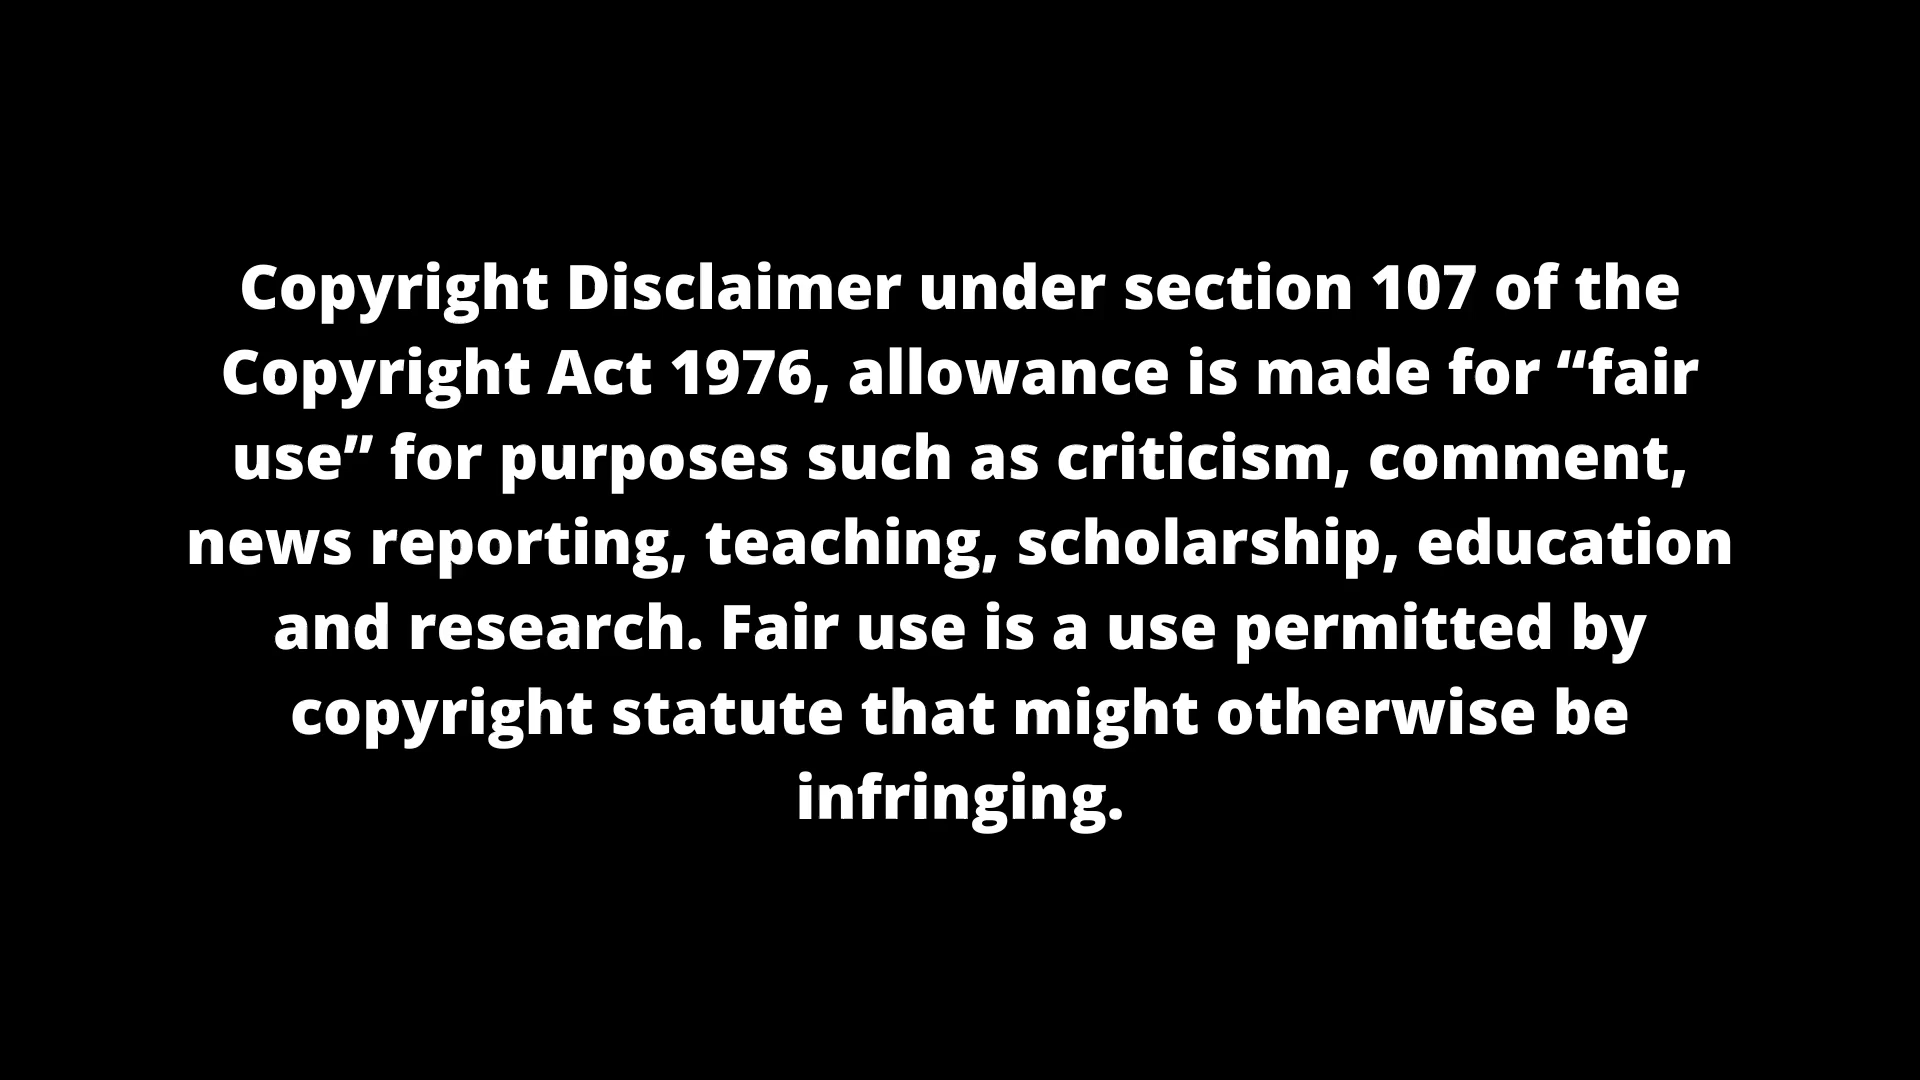 Copyright Disclaimer under section 107 of the
Copyright Act 1976, allowance is made for “fair
use” for purposes such as criticism, comment,
news reporting, teaching, scholarship, education
and research. Fair use is a use permitted by
copyright statute that might otherwise be
infringing.